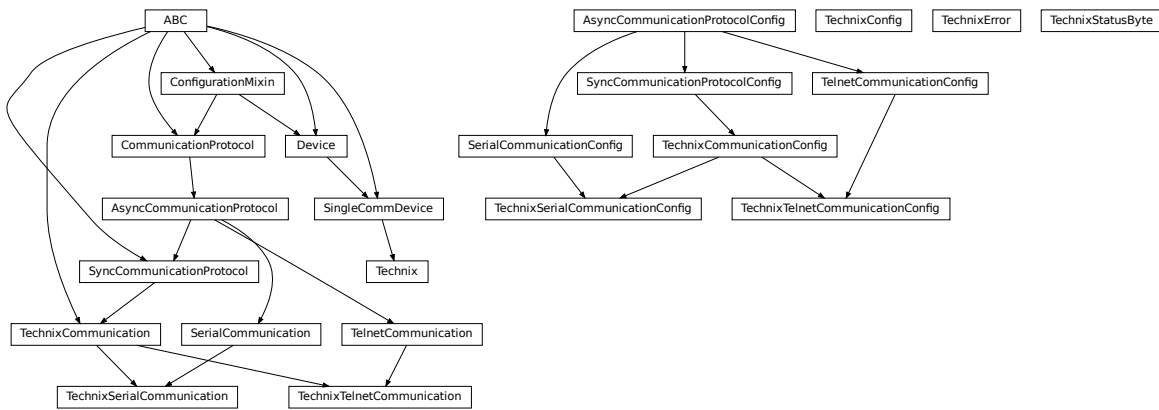 ABC
AsyncCommunicationProtocolConfig
TechnixConfig
TechnixError
TechnixStatusByte
ConfigurationMixin
SyncCommunicationProtocolConfig
TelnetCommunicationConfig
CommunicationProtocol
Device
SerialCommunicationConfig
TechnixCommunicationConfig
AsyncCommunicationProtocol
SingleCommDevice
TechnixSerialCommunicationConfig
TechnixTelnetCommunicationConfig
SyncCommunicationProtocol
Technix
TechnixCommunication
SerialCommunication
TelnetCommunication
TechnixSerialCommunication
TechnixTelnetCommunication